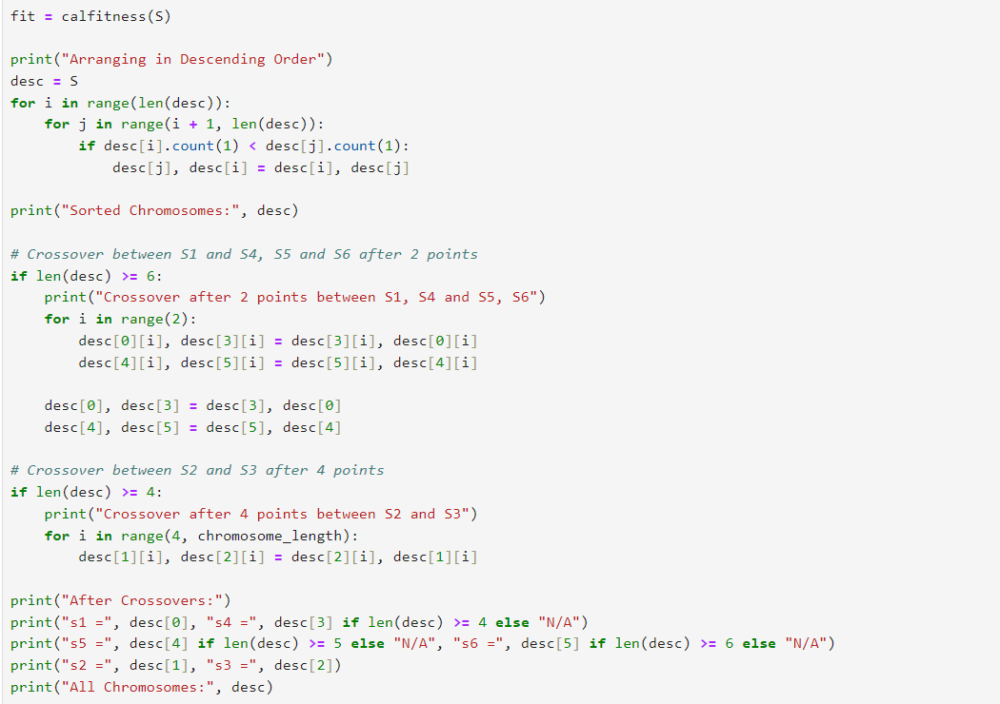 fit = calfitness(S)

print("Arranging in Descending Order")
desc = S
for i in range(len(desc)):
    for j in range(i + 1, len(desc)):
        if desc[i].count(1) < desc[j].count(1):
            desc[j], desc[i] = desc[i], desc[j]

print("Sorted Chromosomes:", desc)

# Crossover between S1 and S4, S5 and S6 after 2 points
if len(desc) >= 6:
    print("Crossover after 2 points between S1, S4 and S5, S6")
    for i in range(2):
        desc[0][i], desc[3][i] = desc[3][i], desc[0][i]
        desc[4][i], desc[5][i] = desc[5][i], desc[4][i]

    desc[0], desc[3] = desc[3], desc[0]
    desc[4], desc[5] = desc[5], desc[4]

# Crossover between S2 and S3 after 4 points
if len(desc) >= 4:
    print("Crossover after 4 points between S2 and S3")
    for i in range(4, chromosome_length):
        desc[1][i], desc[2][i] = desc[2][i], desc[1][i]

print("After Crossovers:")
print("s1 =", desc[0], "s4 =", desc[3] if len(desc) >= 4 else "N/A")
print("s5 =", desc[4] if len(desc) >= 5 else "N/A", "s6 =", desc[5] if len(desc) >= 6 else "N/A")
print("s2 =", desc[1], "s3 =", desc[2])
print("All Chromosomes:", desc)